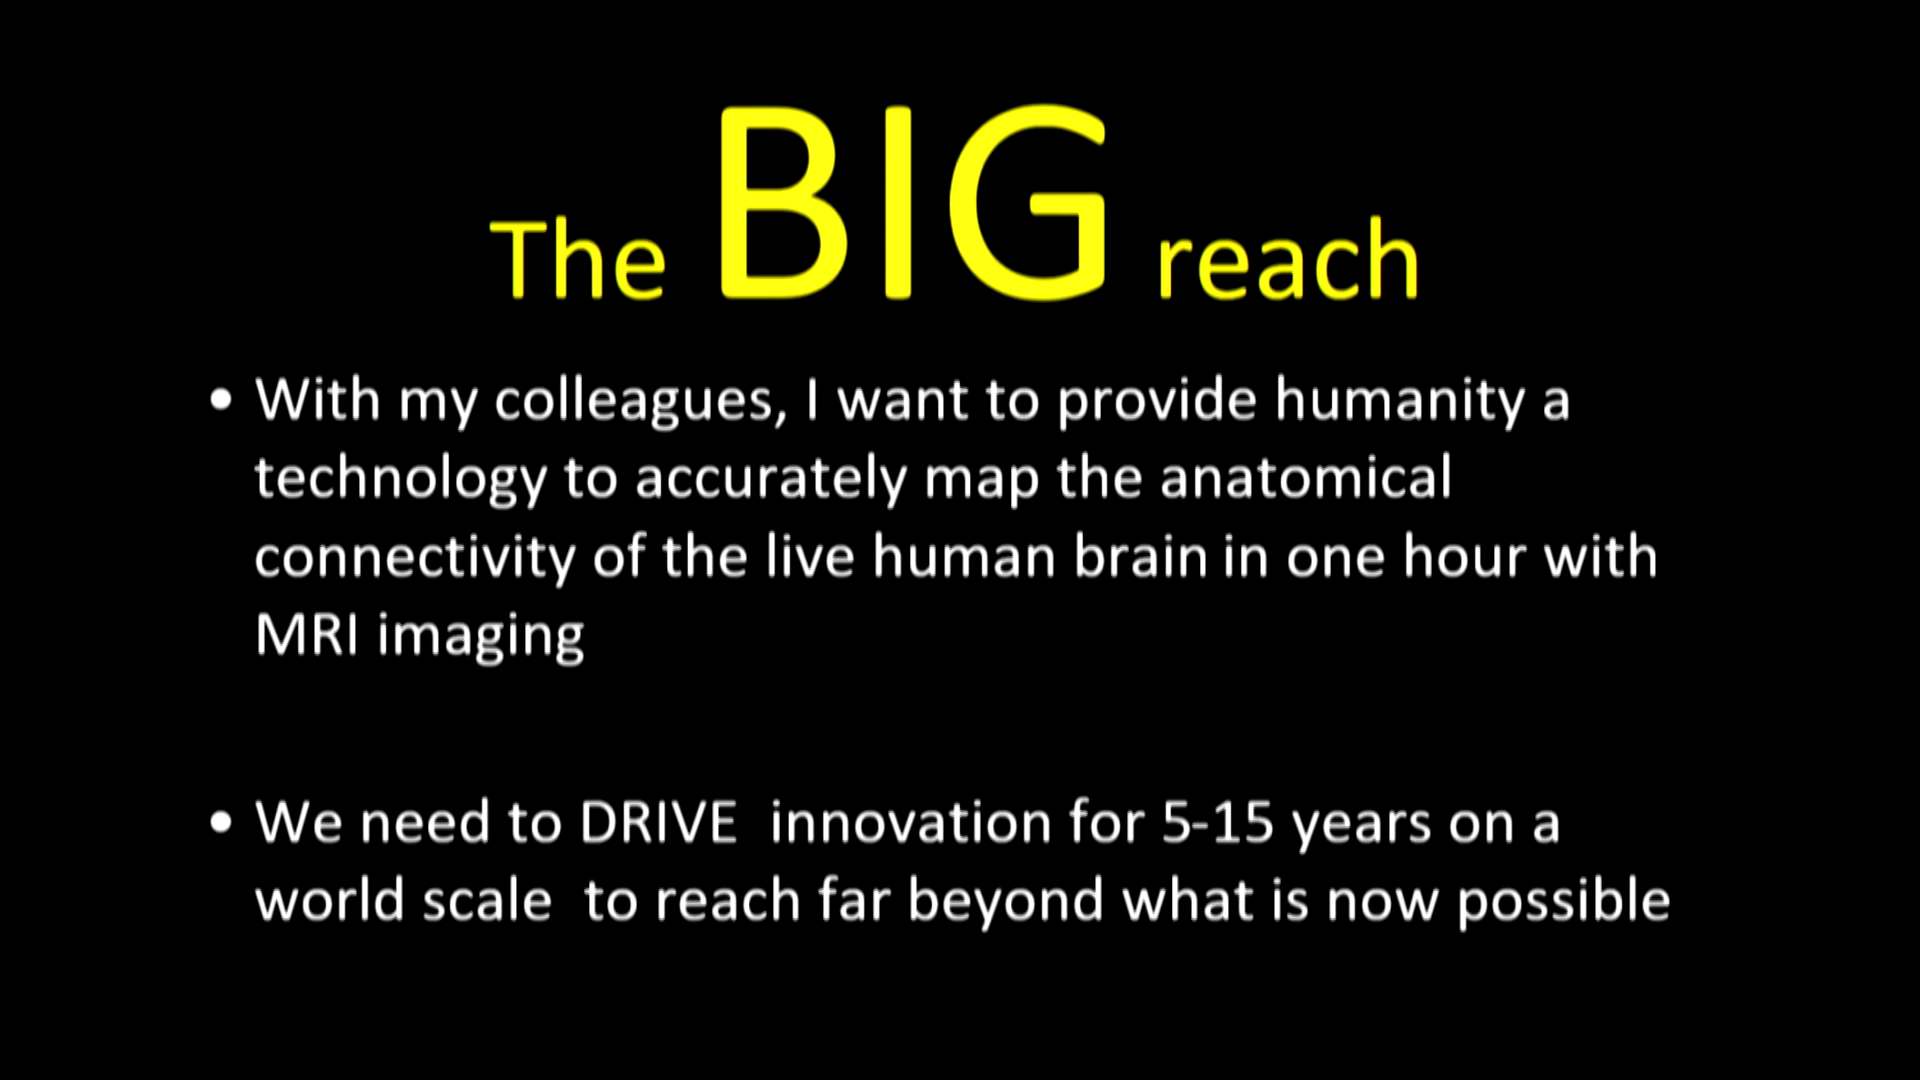 The BIG reach
• With my colleagues, I want to provide humanity a
technology to accurately map the anatomical
connectivity of the live human brain in one hour with
MRI imaging
• We need to DRIVE  innovation for 5-15 years on a
world scale  to reach far beyond what is now possible